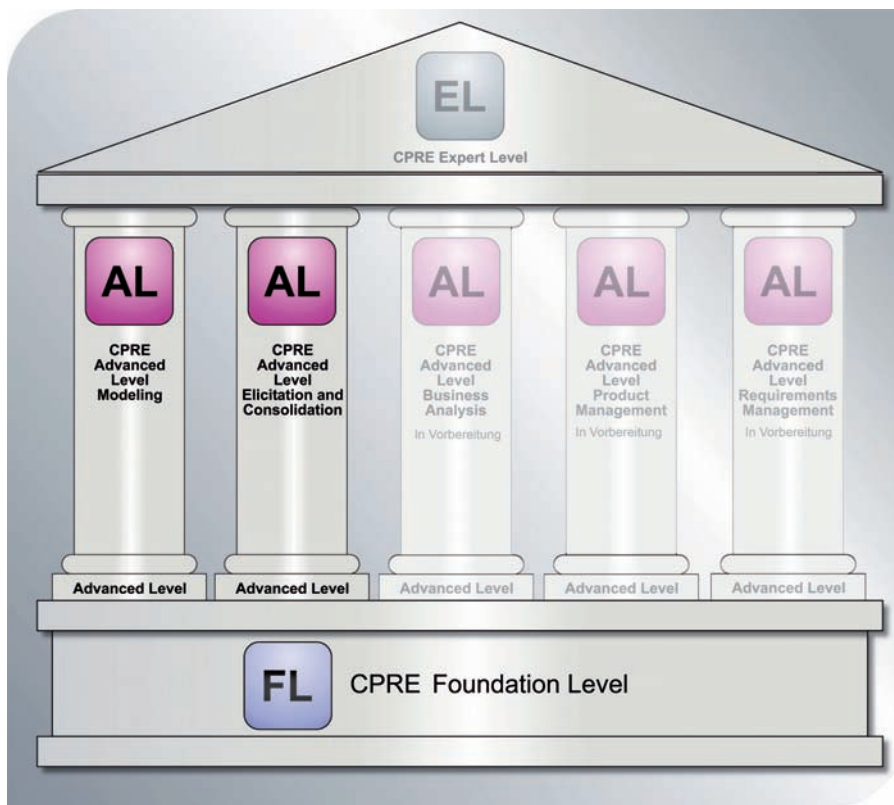 EL
CPRE Expert Level
AL
CPRE
Advanced
Level
Modeling
AL
CPRE
Advanced
Level
Elicitation and
Consolidation
AL
CPRE
Advanced
Level
Business
Analysis
In Vorbereitung
AL
CPRE
Advanced
Level
Product
Management
In Vorbereitung
AL
CPRE
Advanced
Level
Requirements
Management
In Vorbereitung
Advanced Level
Advanced Level
Advanced Level
Advanced Level
Advanced Level
FL
CPRE Foundation Level